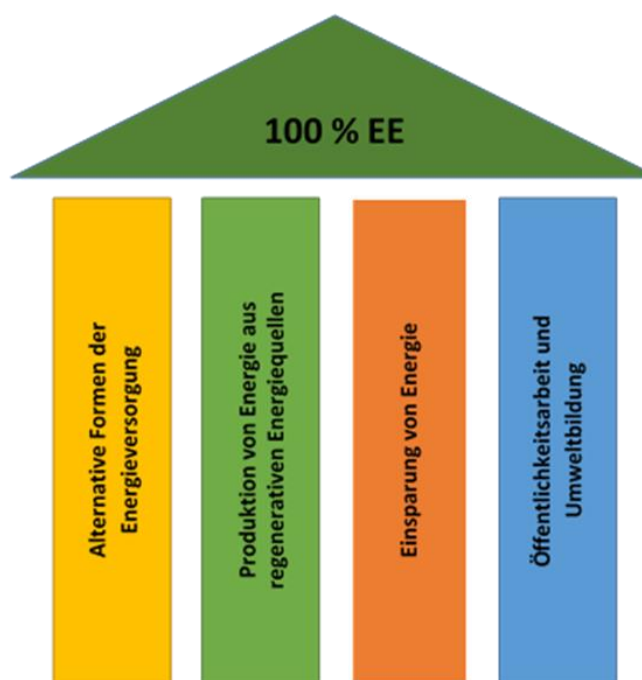 100 % EE
Alternative Formen der
Energieversorgung
Produktion von Energie aus
regenerativen Energiequellen
Einsparung von Energie
Öffentlichkeitsarbeit und
Umweltbildung